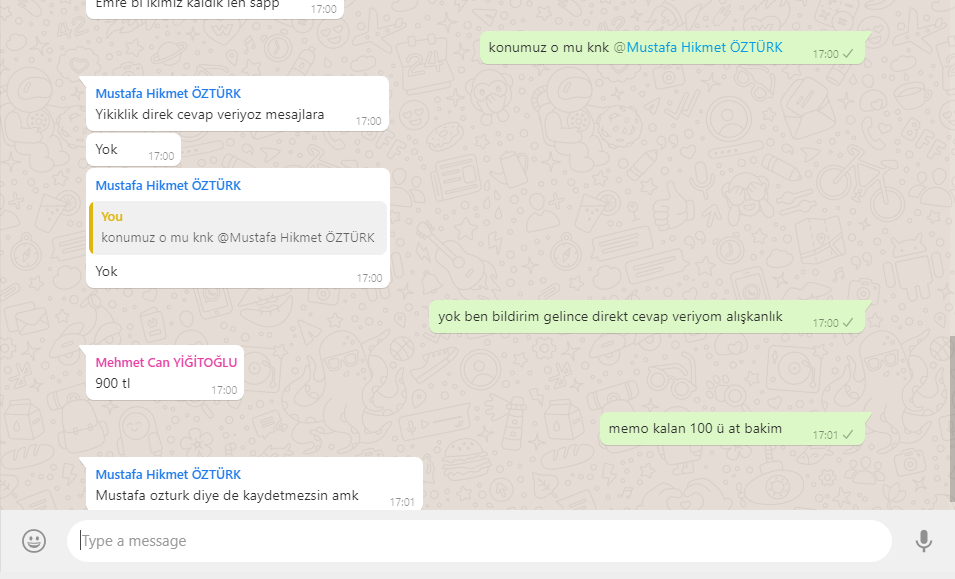 Emre bi ikimiz kaldik len sapp
17:00
konumuz o mu knk @Mustafa Hikmet ÖZTÜRK
17:00
Mustafa Hikmet ÖZTÜRK
Yikiklik direk cevap veriyoz mesajlara
17:00
Yok
17:00
Mustafa Hikmet ÖZTÜRK
You
konumuz o mu knk @Mustafa Hikmet ÖZTÜRK
Yok
17:00
yok ben bildirim gelince direkt cevap veriyom alışkanlık
17:00
Mehmet Can YİĞİTOĞLU
900 tl
17:00
memo kalan 100 ü at bakim
17:01
Mustafa Hikmet ÖZTÜRK
Mustafa ozturk diye de kaydetmezsin amk
17:01
Type a message